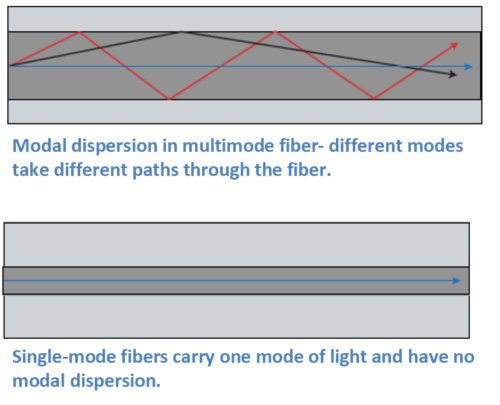 Modal dispersion in multimode fiber- different modes
take different paths through the fiber.
Single-mode fibers carry one mode of light and have no
modal dispersion.